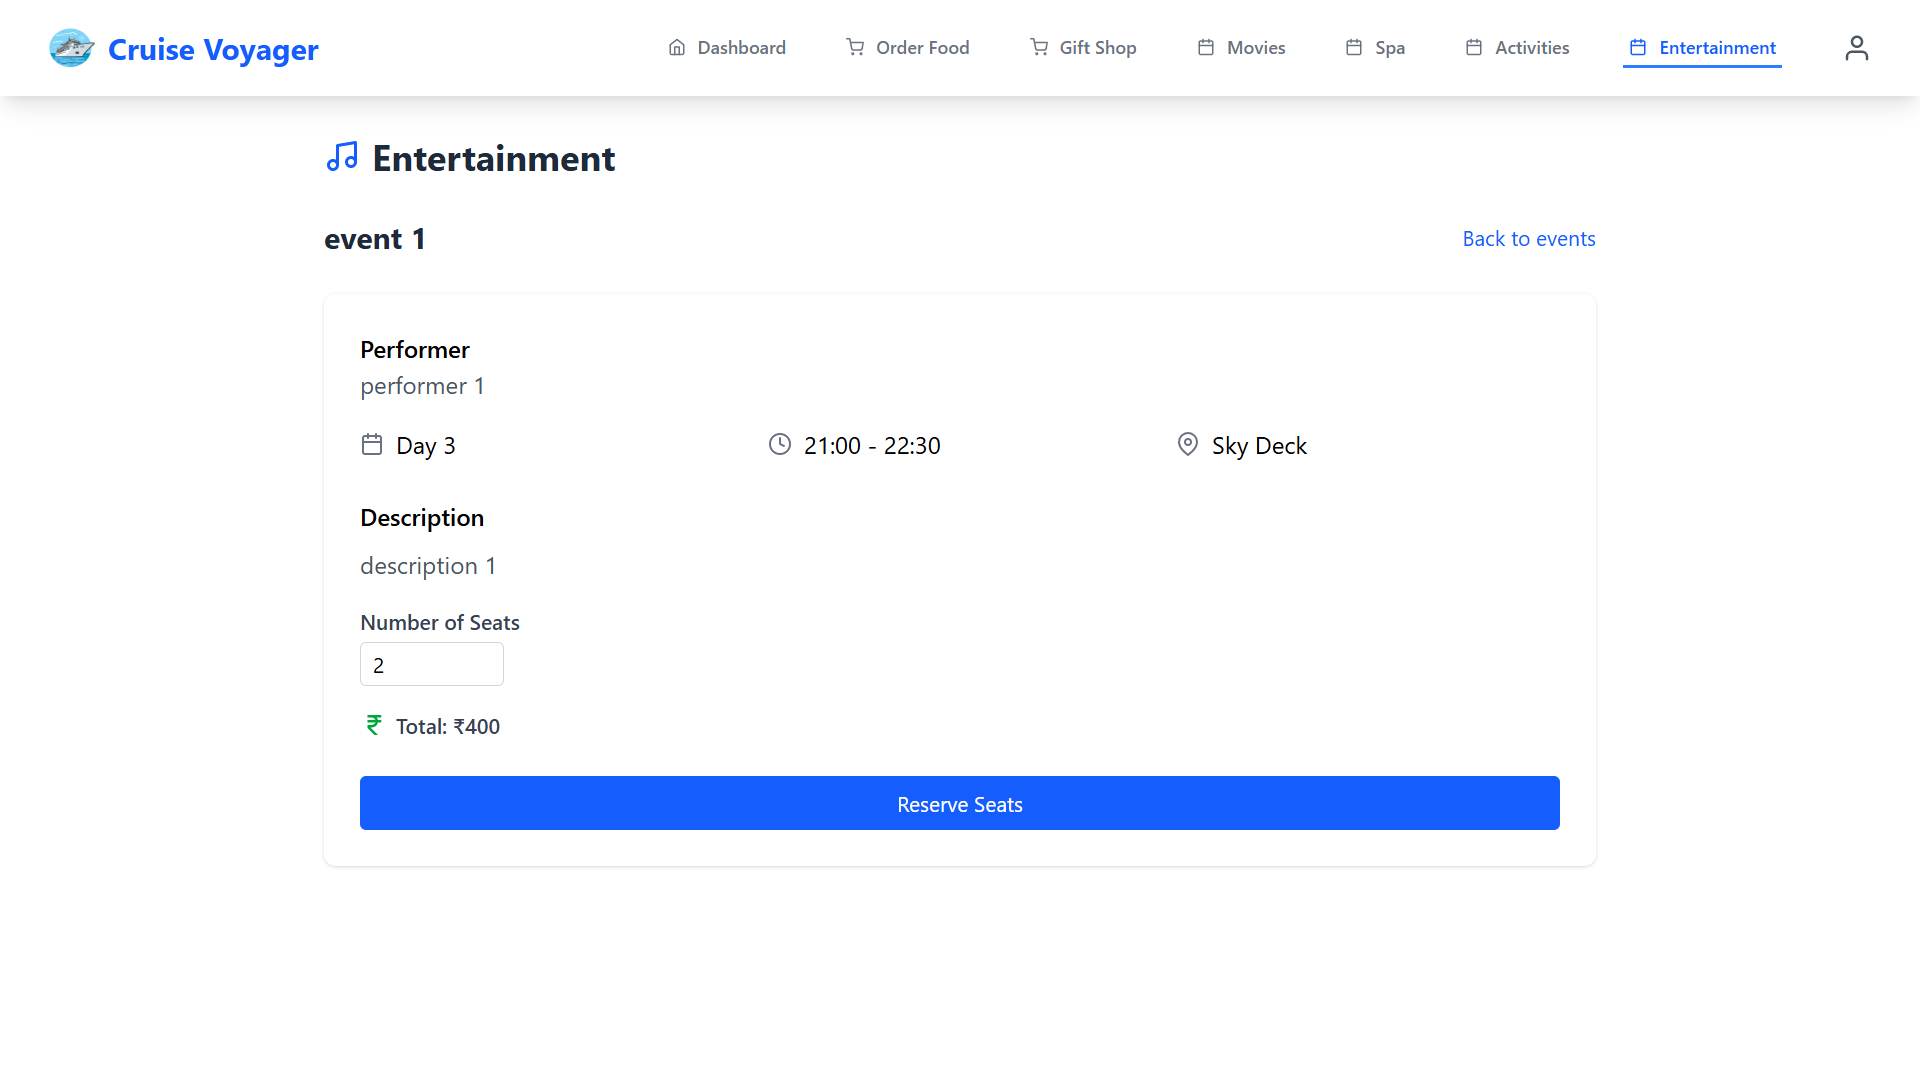 Cruise Voyager
Dashboard
Order Food
Gift Shop
Movies
Spa
Activities
Entertainment
Entertainment
event 1
Back to events
Performer
performer 1
Day 3
21:00 - 22:30
Sky Deck
Description
description 1
Number of Seats
2
₹ Total: ₹400
Reserve Seats